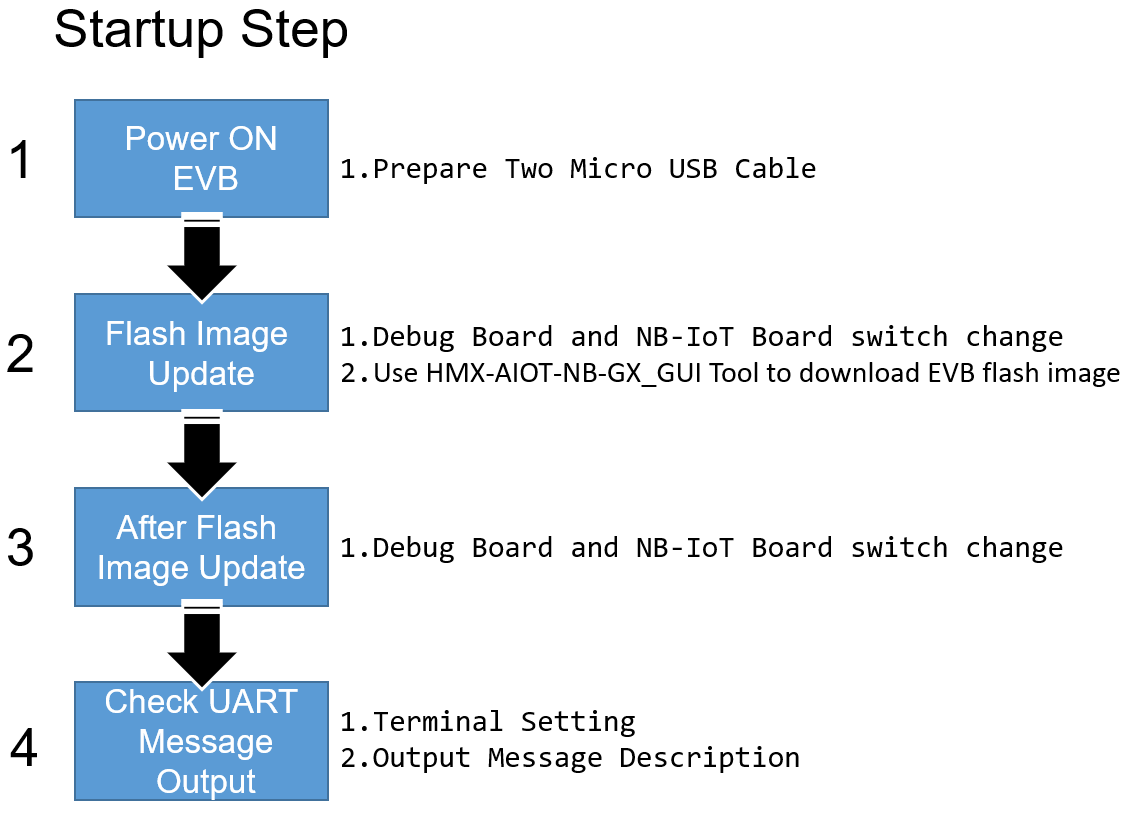 Startup Step
1
Power ON
EVB
1.Prepare Two Micro USB Cable
2
Flash Image
Update
1.Debug Board and NB-IoT Board switch change
2.Use HMX-AIOT-NB-GX_GUI Tool to download EVB flash image
3
After Flash
Image Update
1.Debug Board and NB-IoT Board switch change
4
Check UART
Message
Output
1.Terminal Setting
2.Output Message Description